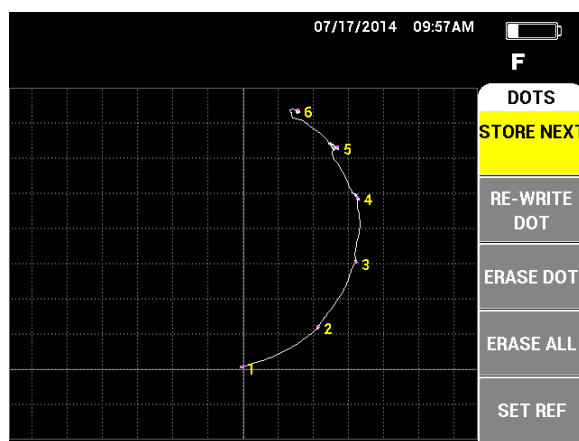 07/17/2014 09:57AM
F
DOTS
STORE NEXT
RE-WRITE
DOT
ERASE DOT
ERASE ALL
SET REF
6
5
4
3
2
1